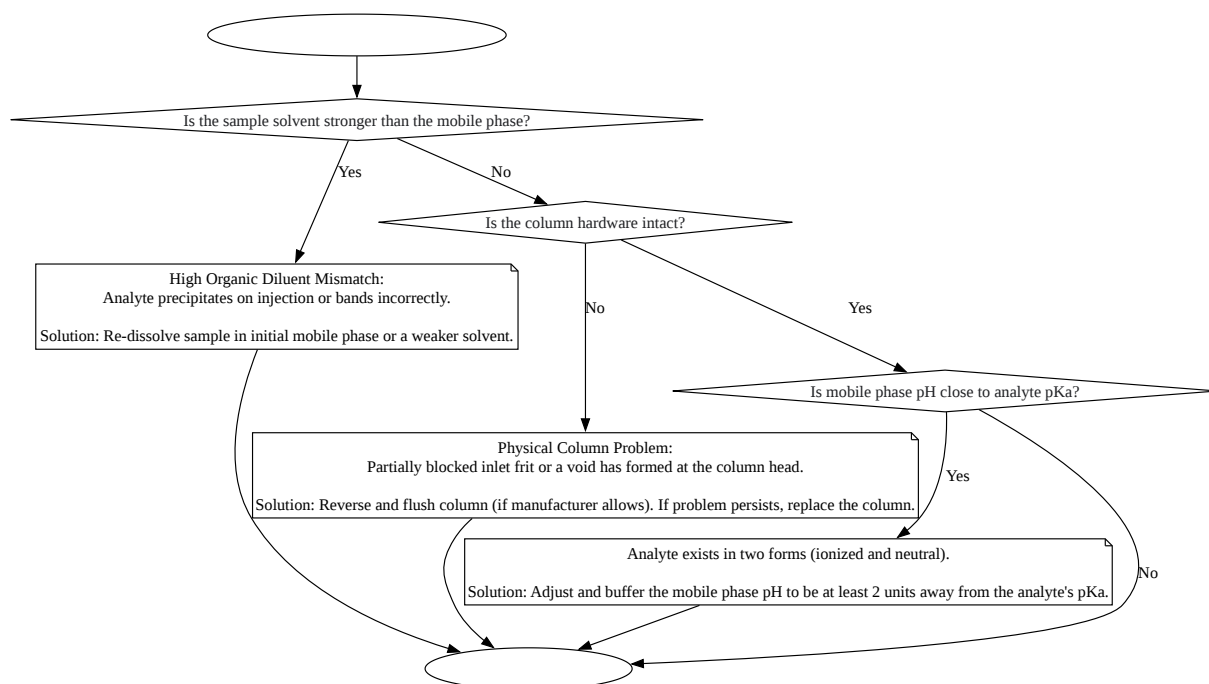 Is the sample solvent stronger than the mobile phase?
Yes
No
Is the column hardware intact?
High Organic Diluent Mismatch:
Analyte precipitates on injection or bands incorrectly.
Solution: Re-dissolve sample in initial mobile phase or a weaker solvent.
No
Yes
Is mobile phase pH close to analyte pKa?
Physical Column Problem:
Partially blocked inlet frit or a void has formed at the column head.
Solution: Reverse and flush column (if manufacturer allows). If problem persists, replace the column.
Yes
Analyte exists in two forms (ionized and neutral).
Solution: Adjust and buffer the mobile phase pH to be at least 2 units away from the analyte's pKa.
No